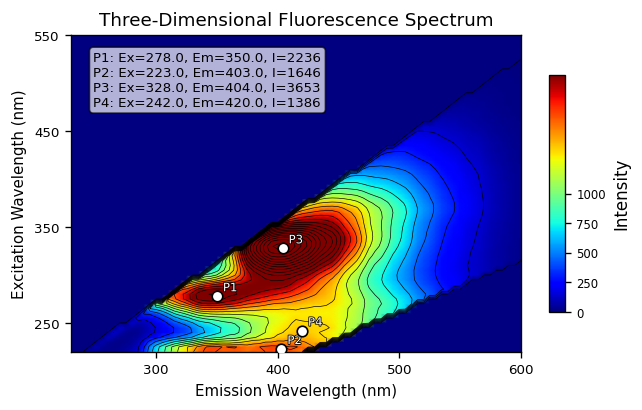 Three-Dimensional Fluorescence Spectrum
550
450
350
250
Excitation Wavelength (nm)
P1: Ex=278.0, Em=350.0, I=2236
P2: Ex=223.0, Em=403.0, I=1646
P3: Ex=328.0, Em=404.0, I=3653
P4: Ex=242.0, Em=420.0, I=1386
P3
P1
P4
P2
300
400
500
600
Emission Wavelength (nm)
1000
750
500
250
0
Intensity